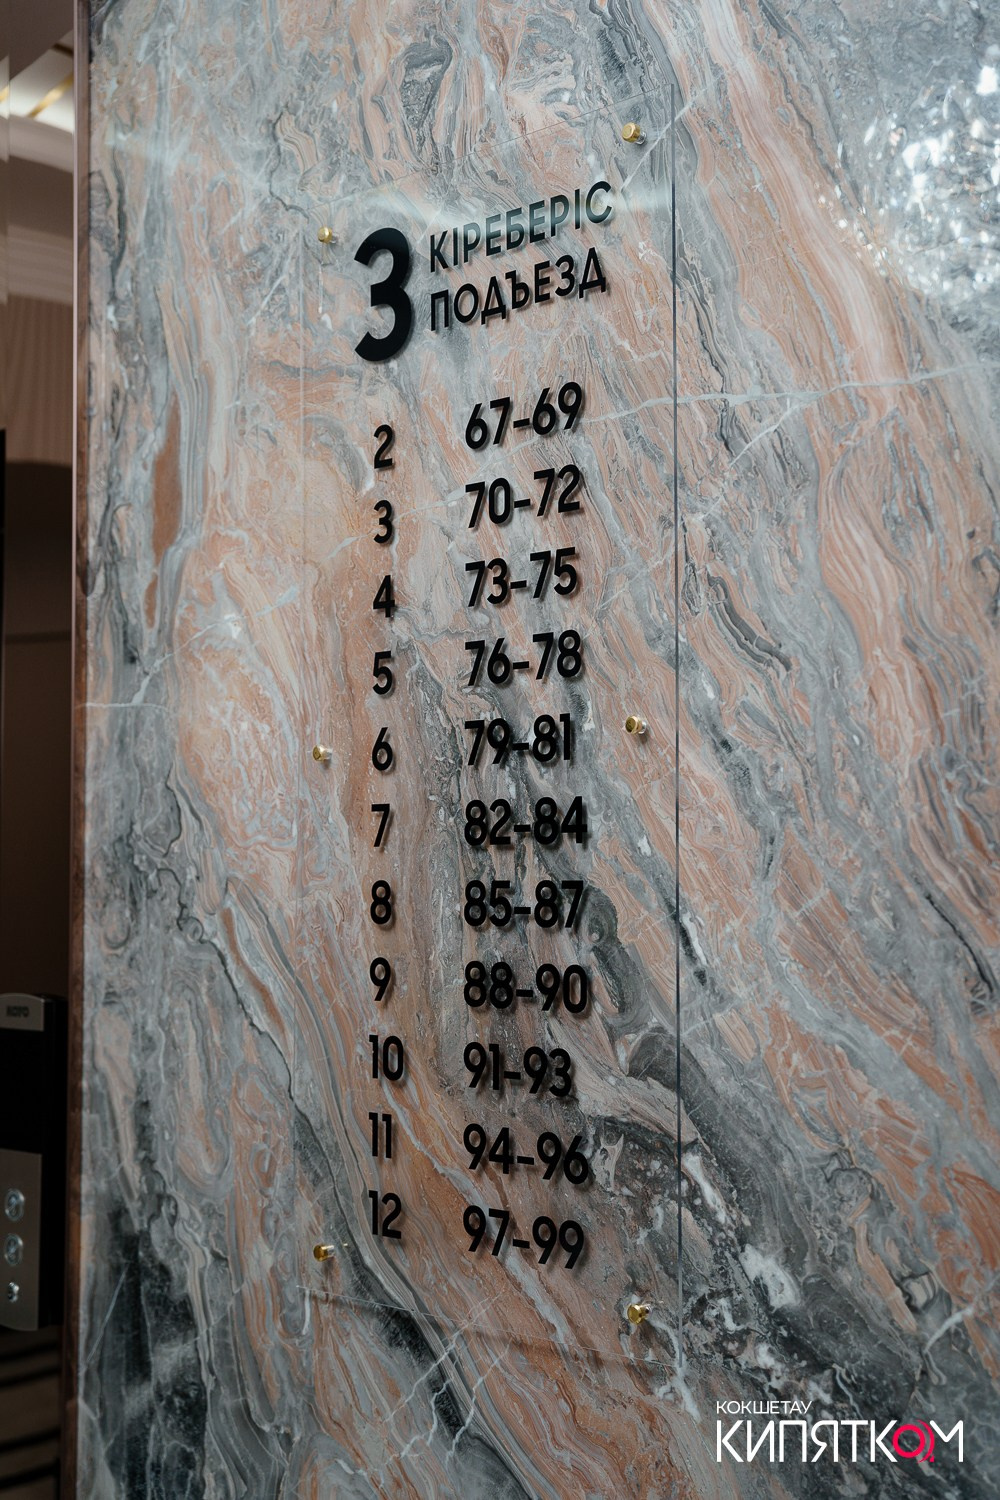 3 КІРЕБЕРІС
ПОДЪЕЗД
2 67-69
3 70-72
4 73-75
5 76-78
6 79-81
7 82-84
8 85-87
9 88-90
10 91-93
11 94-96
12 97-99
КОКШЕТАУ
КИПЯТКОМ